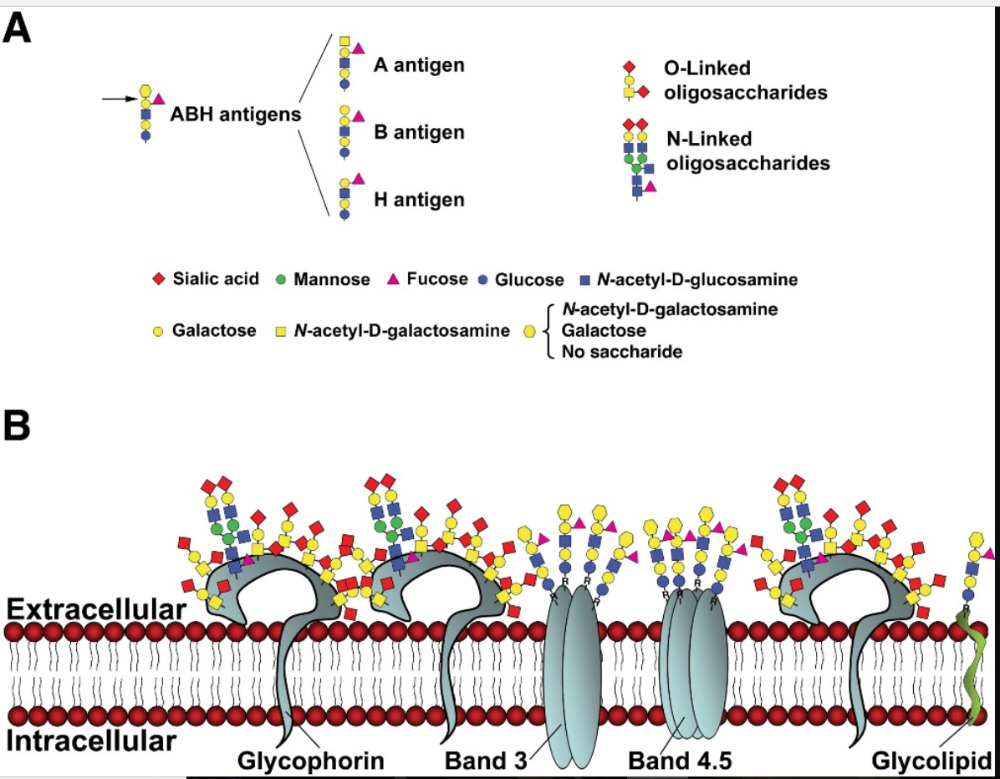 A
ABH antigens
A antigen
B antigen
H antigen
O-Linked
oligosaccharides
N-Linked
oligosaccharides
Sialic acid Mannose Fucose Glucose N-acetyl-D-glucosamine
Galactose N-acetyl-D-galactosamine
N-acetyl-D-galactosamine
Galactose
No saccharide
B
Extracellular
R R R R
R R R R
R
Intracellular
Glycophorin Band 3 Band 4.5 Glycolipid